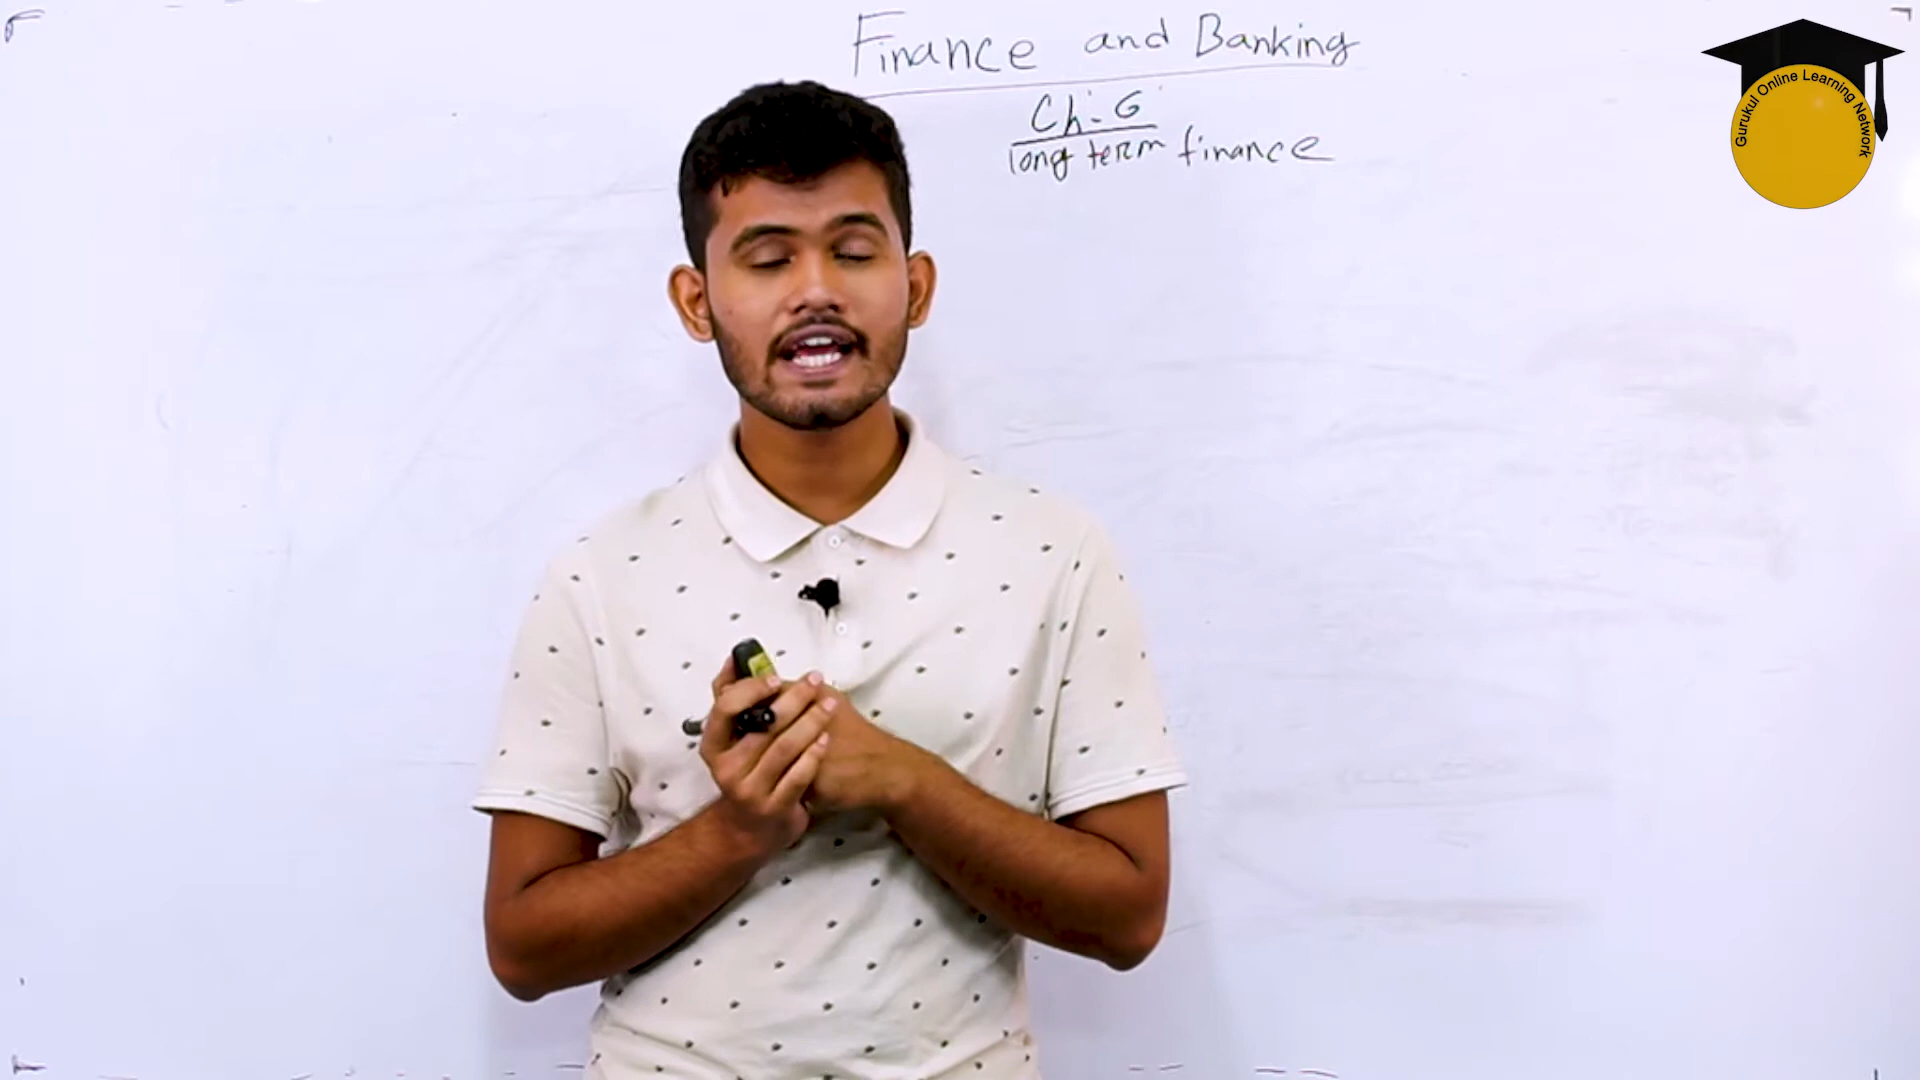 Finance and Banking
Ch:-6
long term finance
Gurukul Online Learning Network